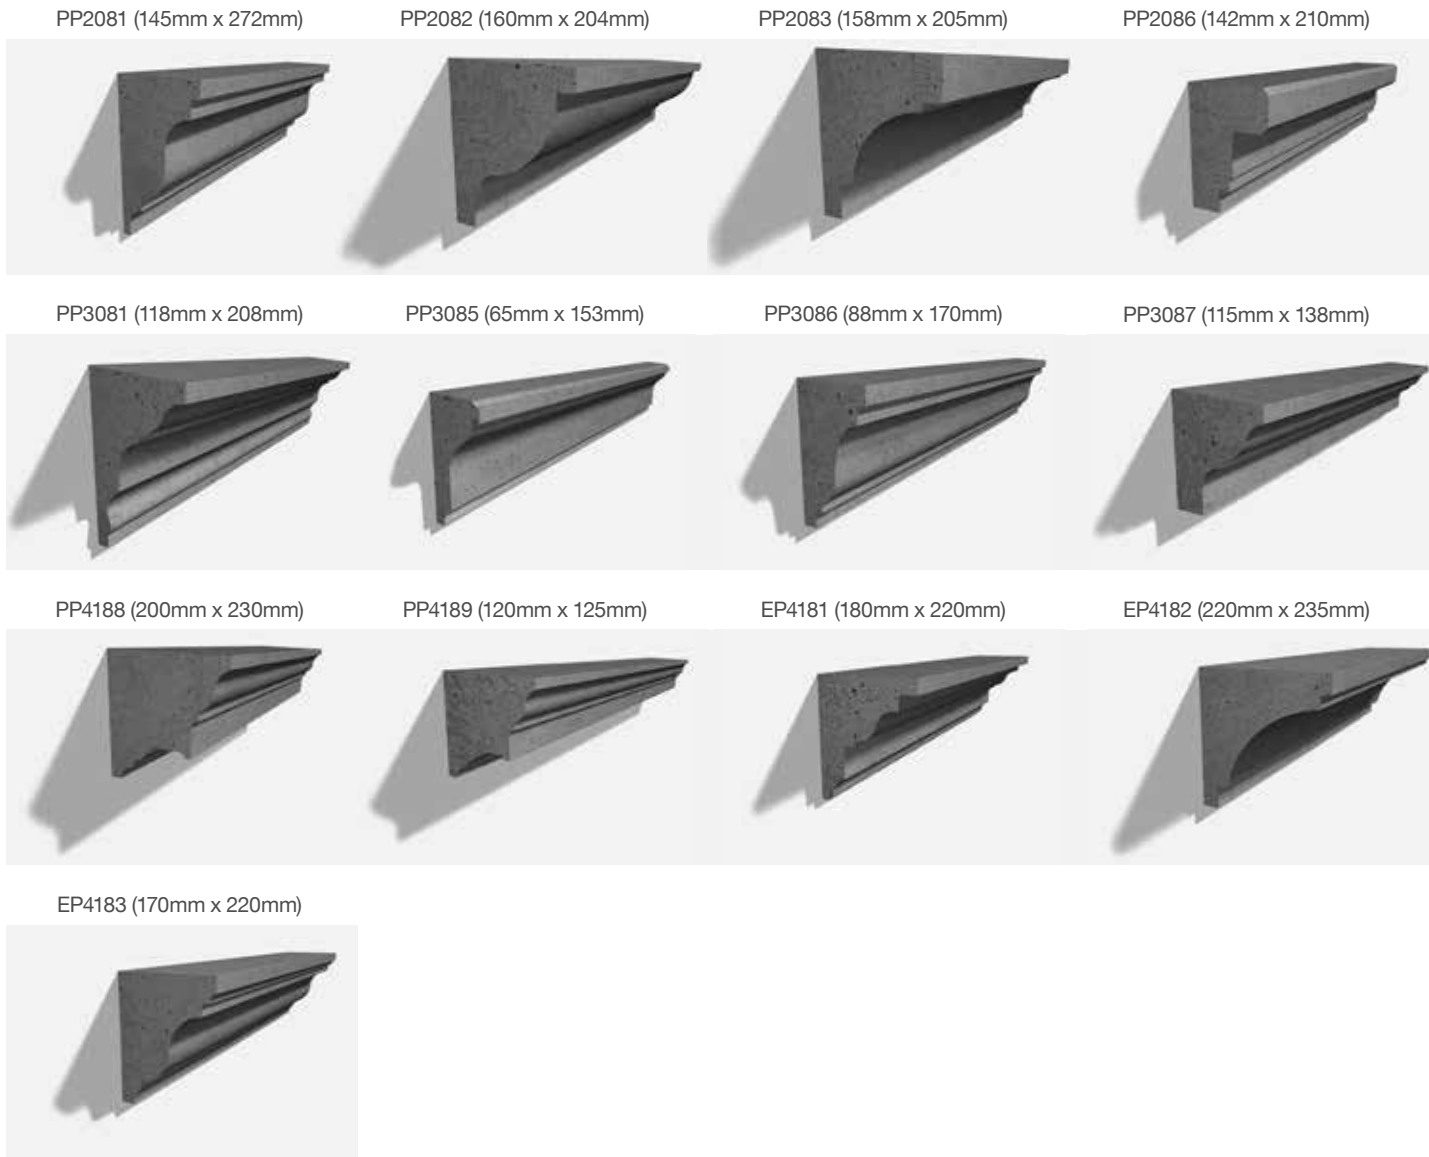 PP2081 (145mm x 272mm)
PP2082 (160mm x 204mm)
PP2083 (158mm x 205mm)
PP2086 (142mm x 210mm)
PP3081 (118mm x 208mm)
PP3085 (65mm x 153mm)
PP3086 (88mm x 170mm)
PP3087 (115mm x 138mm)
PP4188 (200mm x 230mm)
PP4189 (120mm x 125mm)
EP4181 (180mm x 220mm)
EP4182 (220mm x 235mm)
EP4183 (170mm x 220mm)